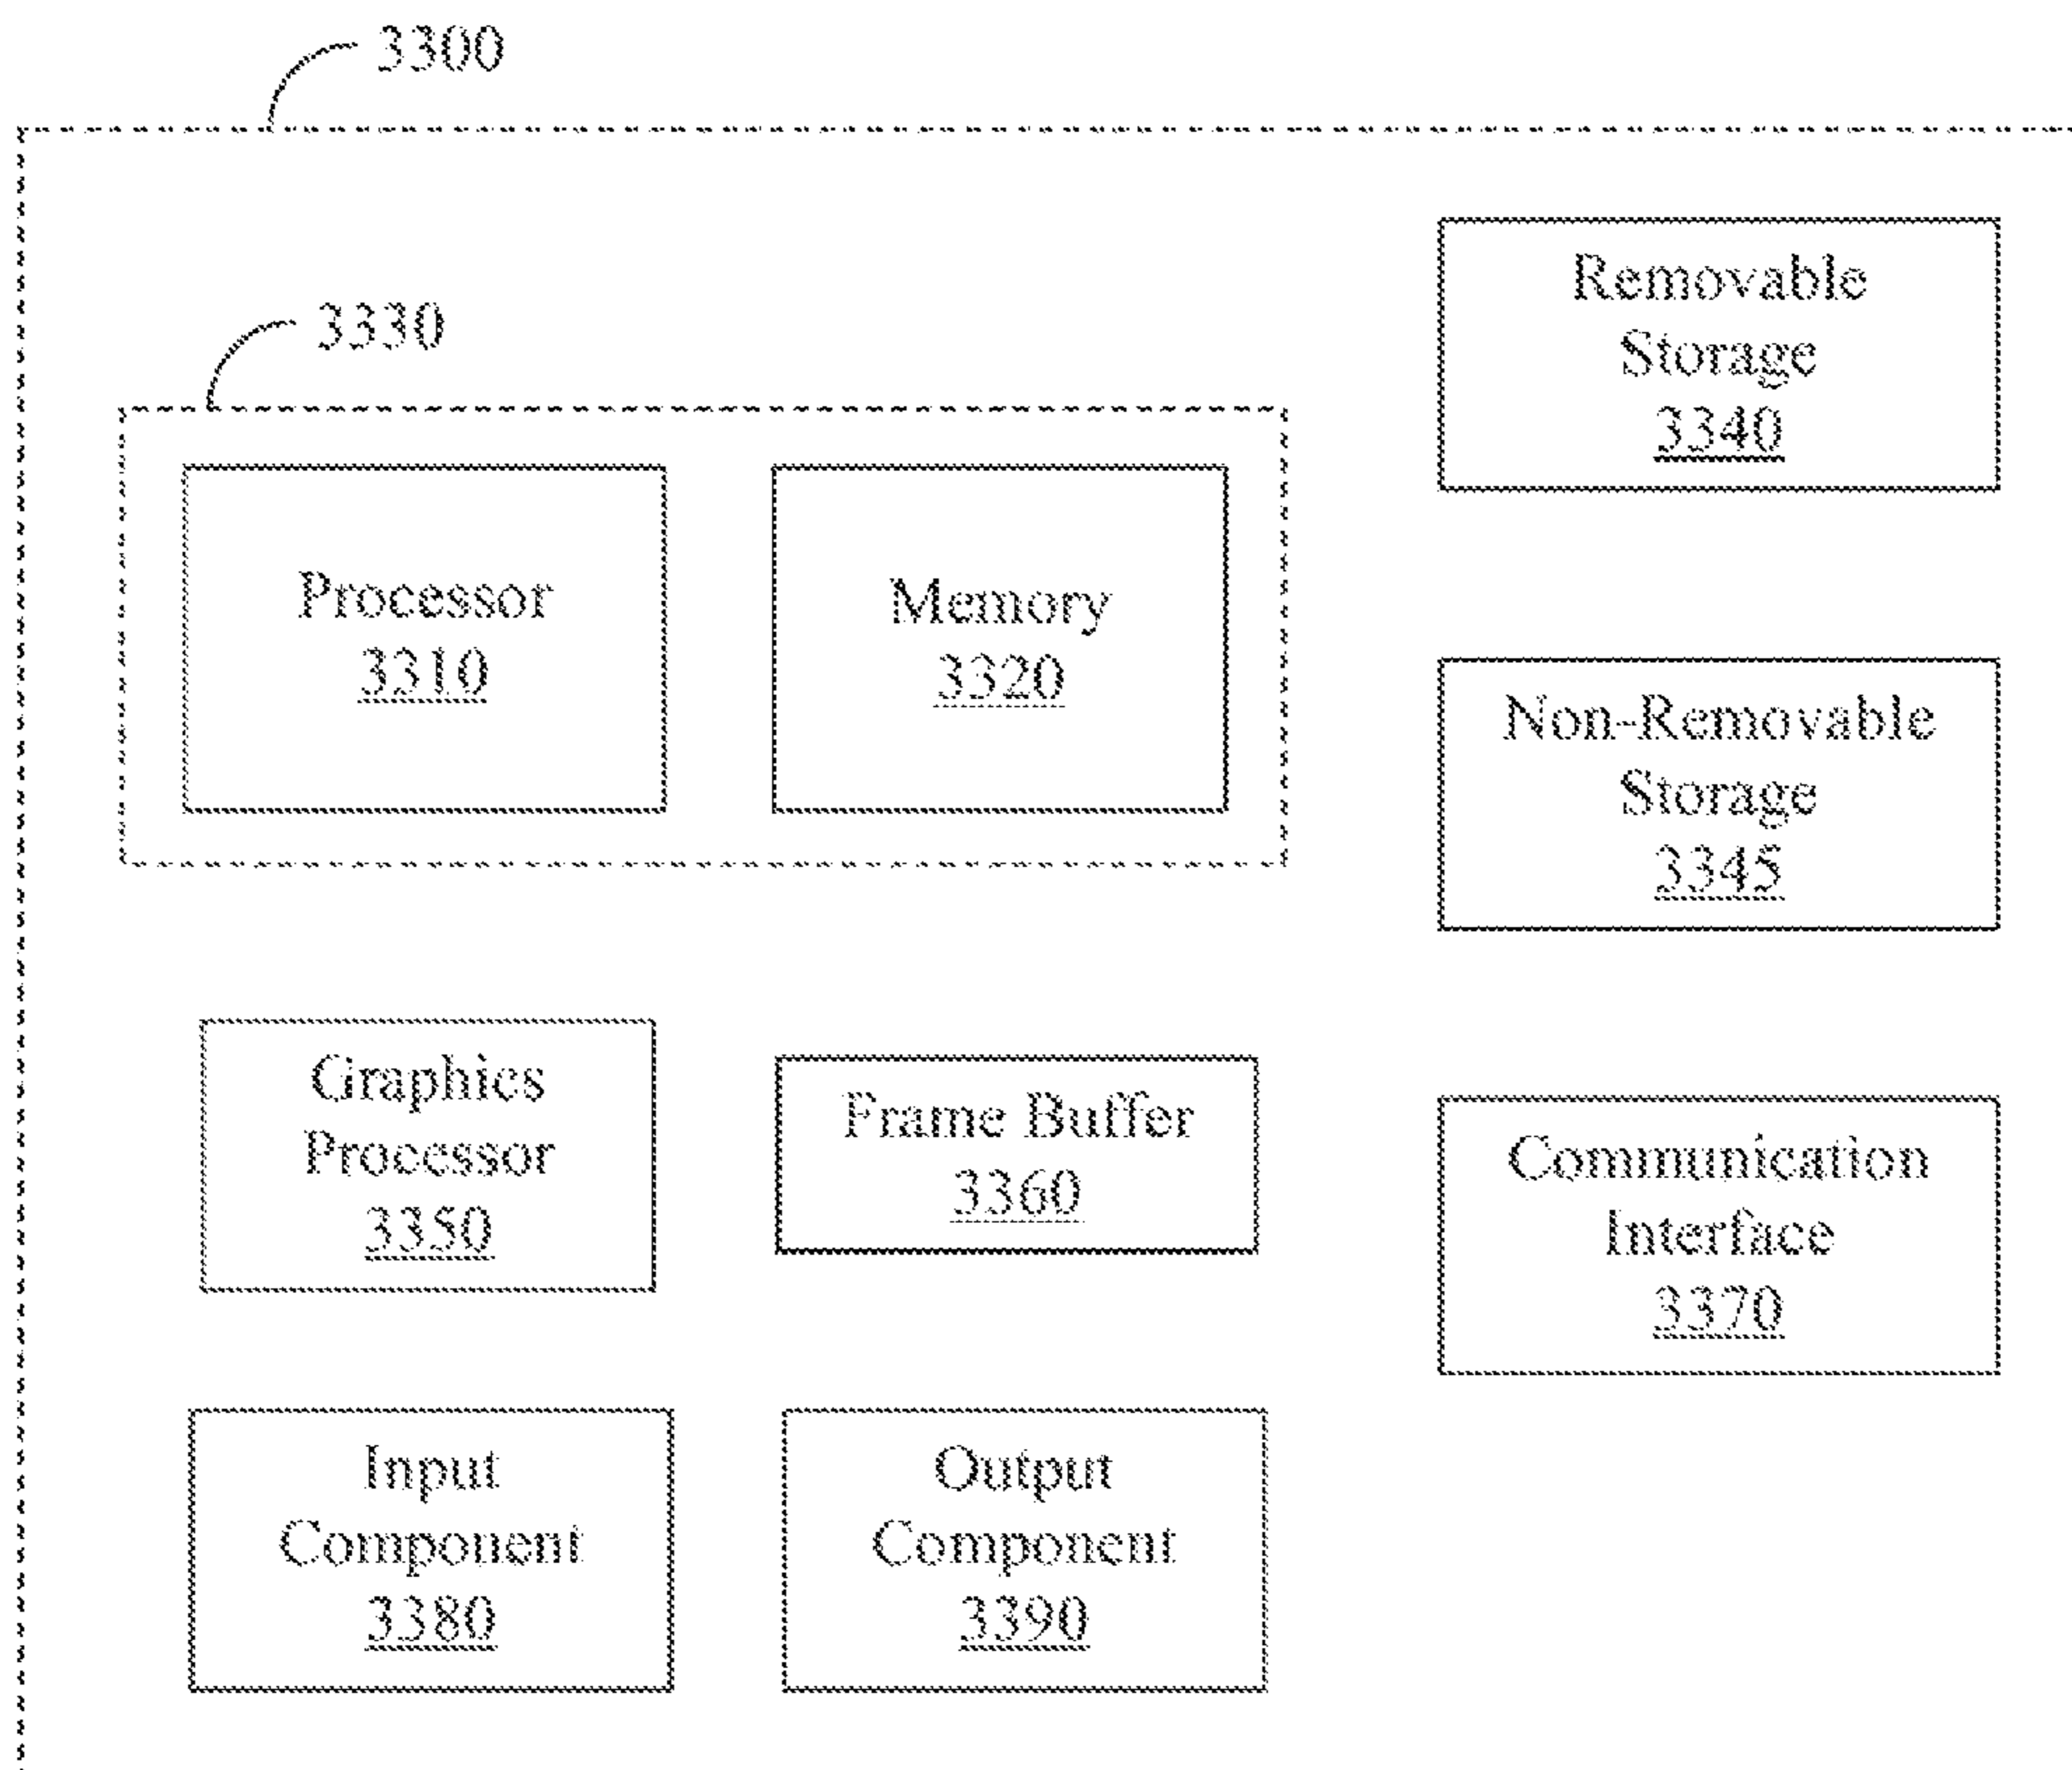 3300
3330
Processor
3310
Memory
3320
Removable
Storage
3340
Non-Removable
Storage
3345
Graphics
Processor
3350
Frame Buffer
3360
Communication
Interface
3370
Input
Component
3380
Output
Component
3390